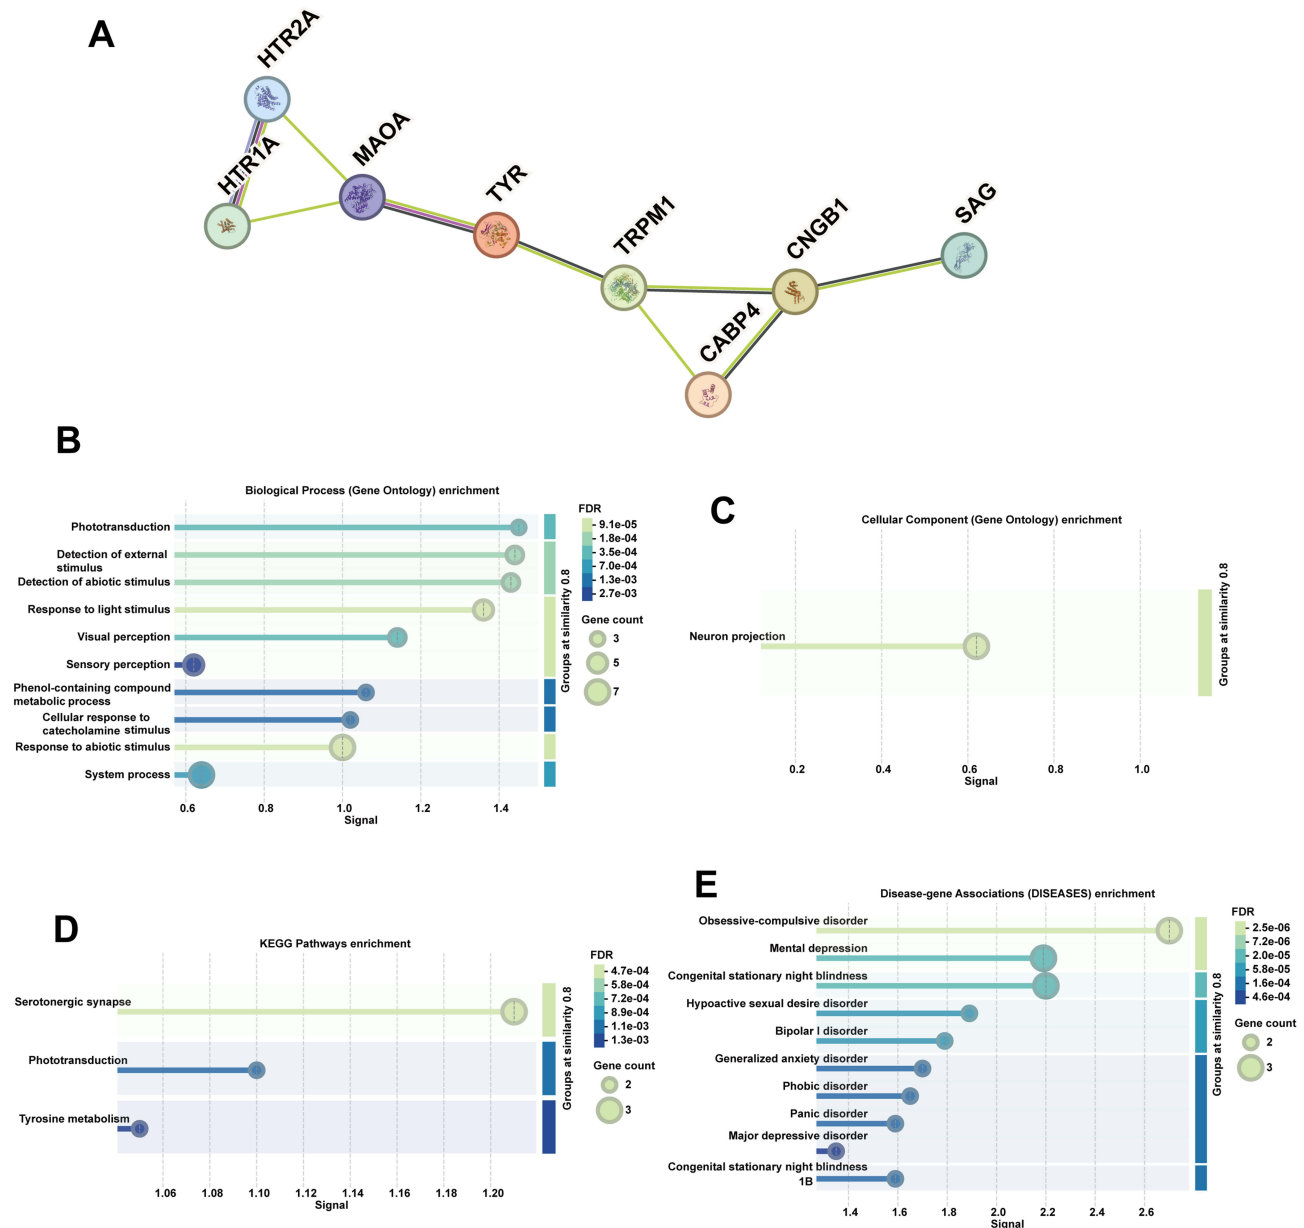 A
HTR2A
HTR1A
MAOA
TYR
TRPM1
CNGB1
SAG
CABP4
B
Biological Process (Gene Ontology) enrichment
Phototransduction
Detection of external
stimulus
Detection of abiotic stimulus
Response to light stimulus
Visual perception
Sensory perception
Phenol-containing compound
metabolic process
Cellular response to
catecholamine stimulus
Response to abiotic stimulus
System process
0.6 0.8 1.0 1.2 1.4
Signal
Groups at similarity 0.8
FDR
9.1e-05
1.8e-04
3.5e-04
7.0e-04
1.3e-03
2.7e-03
Gene count
3
5
7
C
Cellular Component (Gene Ontology) enrichment
Neuron projection
0.2 0.4 0.6 0.8 1.0
Signal
Groups at similarity 0.8
D
KEGG Pathways enrichment
Serotonergic synapse
Phototransduction
Tyrosine metabolism
1.06 1.08 1.10 1.12 1.14 1.16 1.18 1.20
Signal
Groups at similarity 0.8
FDR
4.7e-04
5.8e-04
7.2e-04
8.9e-04
1.1e-03
1.3e-03
Gene count
2
3
E
Disease-gene Associations (DISEASES) enrichment
Obsessive-compulsive disorder
Mental depression
Congenital stationary night blindness
Hypoactive sexual desire disorder
Bipolar I disorder
Generalized anxiety disorder
Phobic disorder
Panic disorder
Major depressive disorder
Congenital stationary night blindness
1B
1.4 1.6 1.8 2.0 2.2 2.4 2.6
Signal
Groups at similarity 0.8
FDR
2.5e-06
7.2e-06
2.0e-05
5.8e-05
1.6e-04
4.6e-04
Gene count
2
3